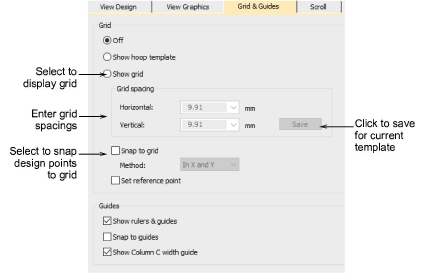 View Design View Graphics Grid & Guides Scroll
Grid
Off
Show hoop template
Select to display grid
Show grid
Grid spacing
Enter grid spacings
Horizontal: 9.91 mm
Vertical: 9.91 mm Save
Click to save for current template
Select to snap design points to grid
Snap to grid
Method: In X and Y
Set reference point
Guides
Show rulers & guides
Snap to guides
Show Column C width guide